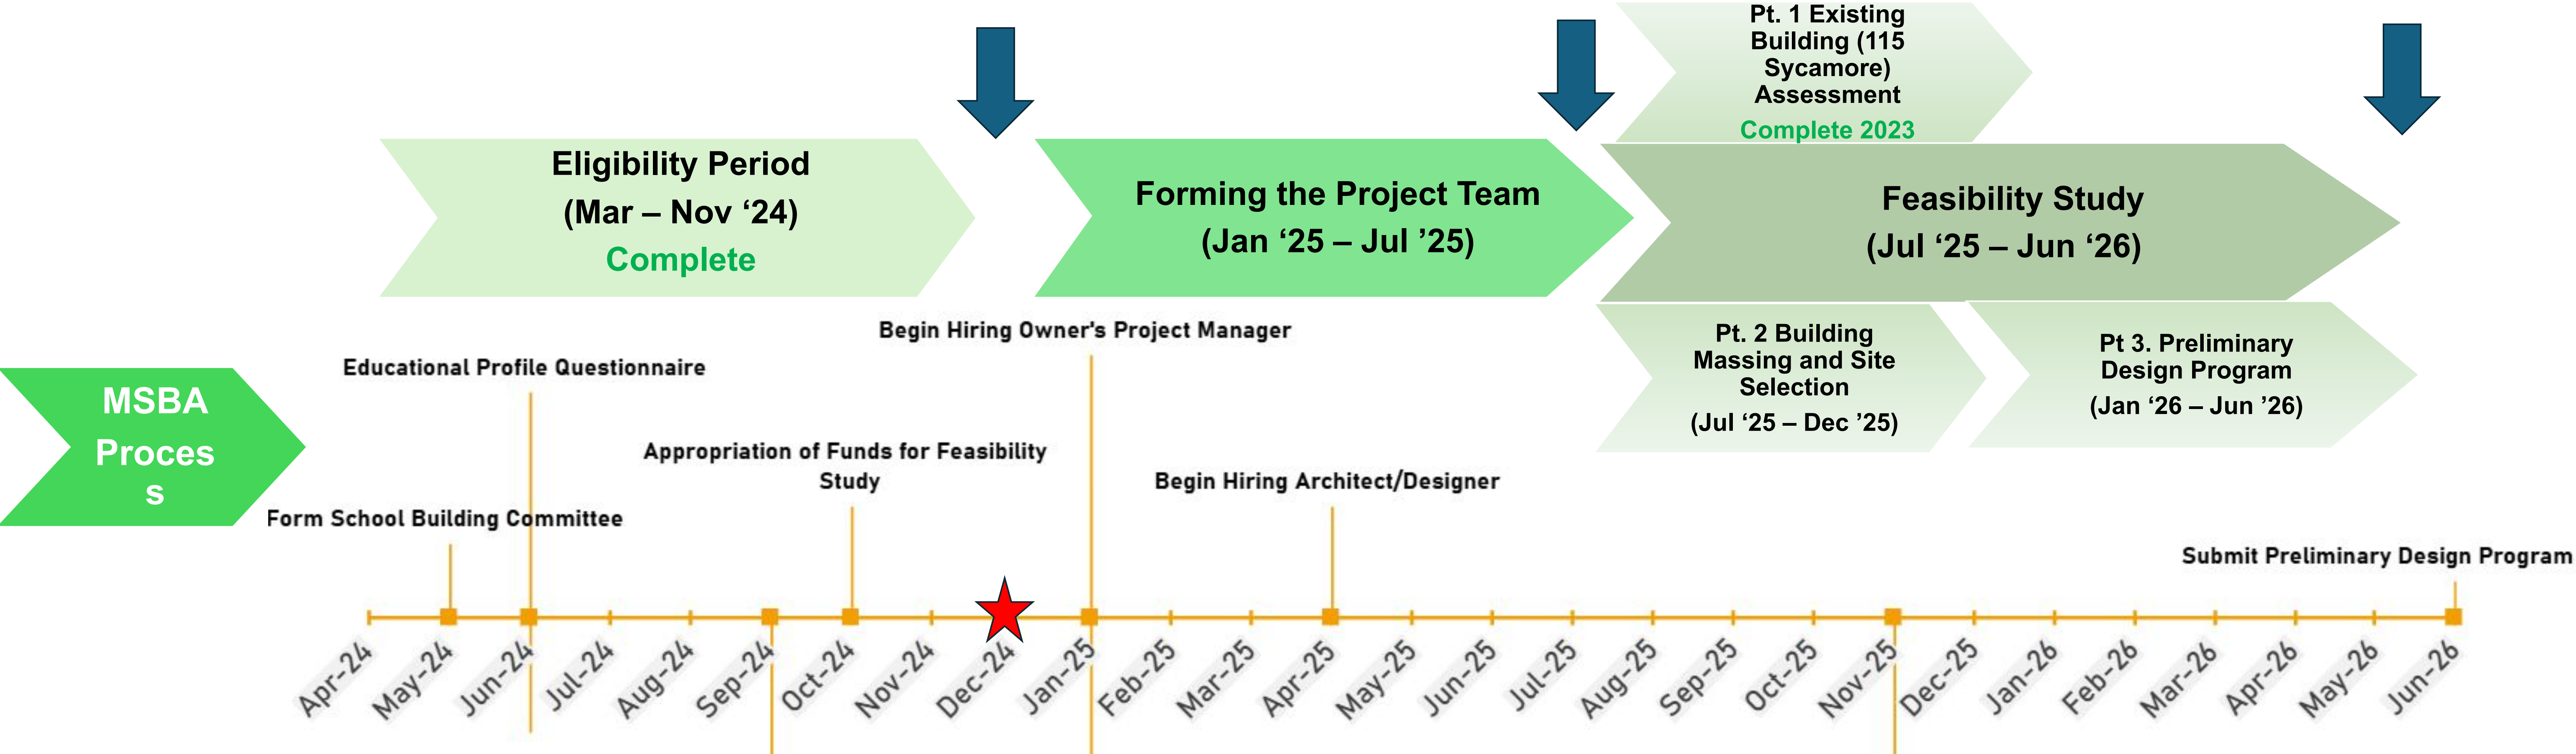 Pt. 1 Existing
Building (115
Sycamore)
Assessment
Complete 2023
Eligibility Period
(Mar – Nov ‘24)
Complete
Forming the Project Team
(Jan ‘25 – Jul ’25)
Feasibility Study
(Jul ‘25 – Jun ‘26)
Pt. 2 Building
Massing and Site
Selection
(Jul ‘25 – Dec ’25)
Pt 3. Preliminary
Design Program
(Jan ‘26 – Jun ’26)
MSBA
Proces
s
Begin Hiring Owner's Project Manager
Educational Profile Questionnaire
Appropriation of Funds for Feasibility
Study
Begin Hiring Architect/Designer
Form School Building Committee
Submit Preliminary Design Program
Apr-24
May-24
Jun-24
Jul-24
Aug-24
Sep-24
Oct-24
Nov-24
Dec-24
Jan-25
Feb-25
Mar-25
Apr-25
May-25
Jun-25
Jul-25
Aug-25
Sep-25
Oct-25
Nov-25
Dec-25
Jan-26
Feb-26
Mar-26
Apr-26
May-26
Jun-26